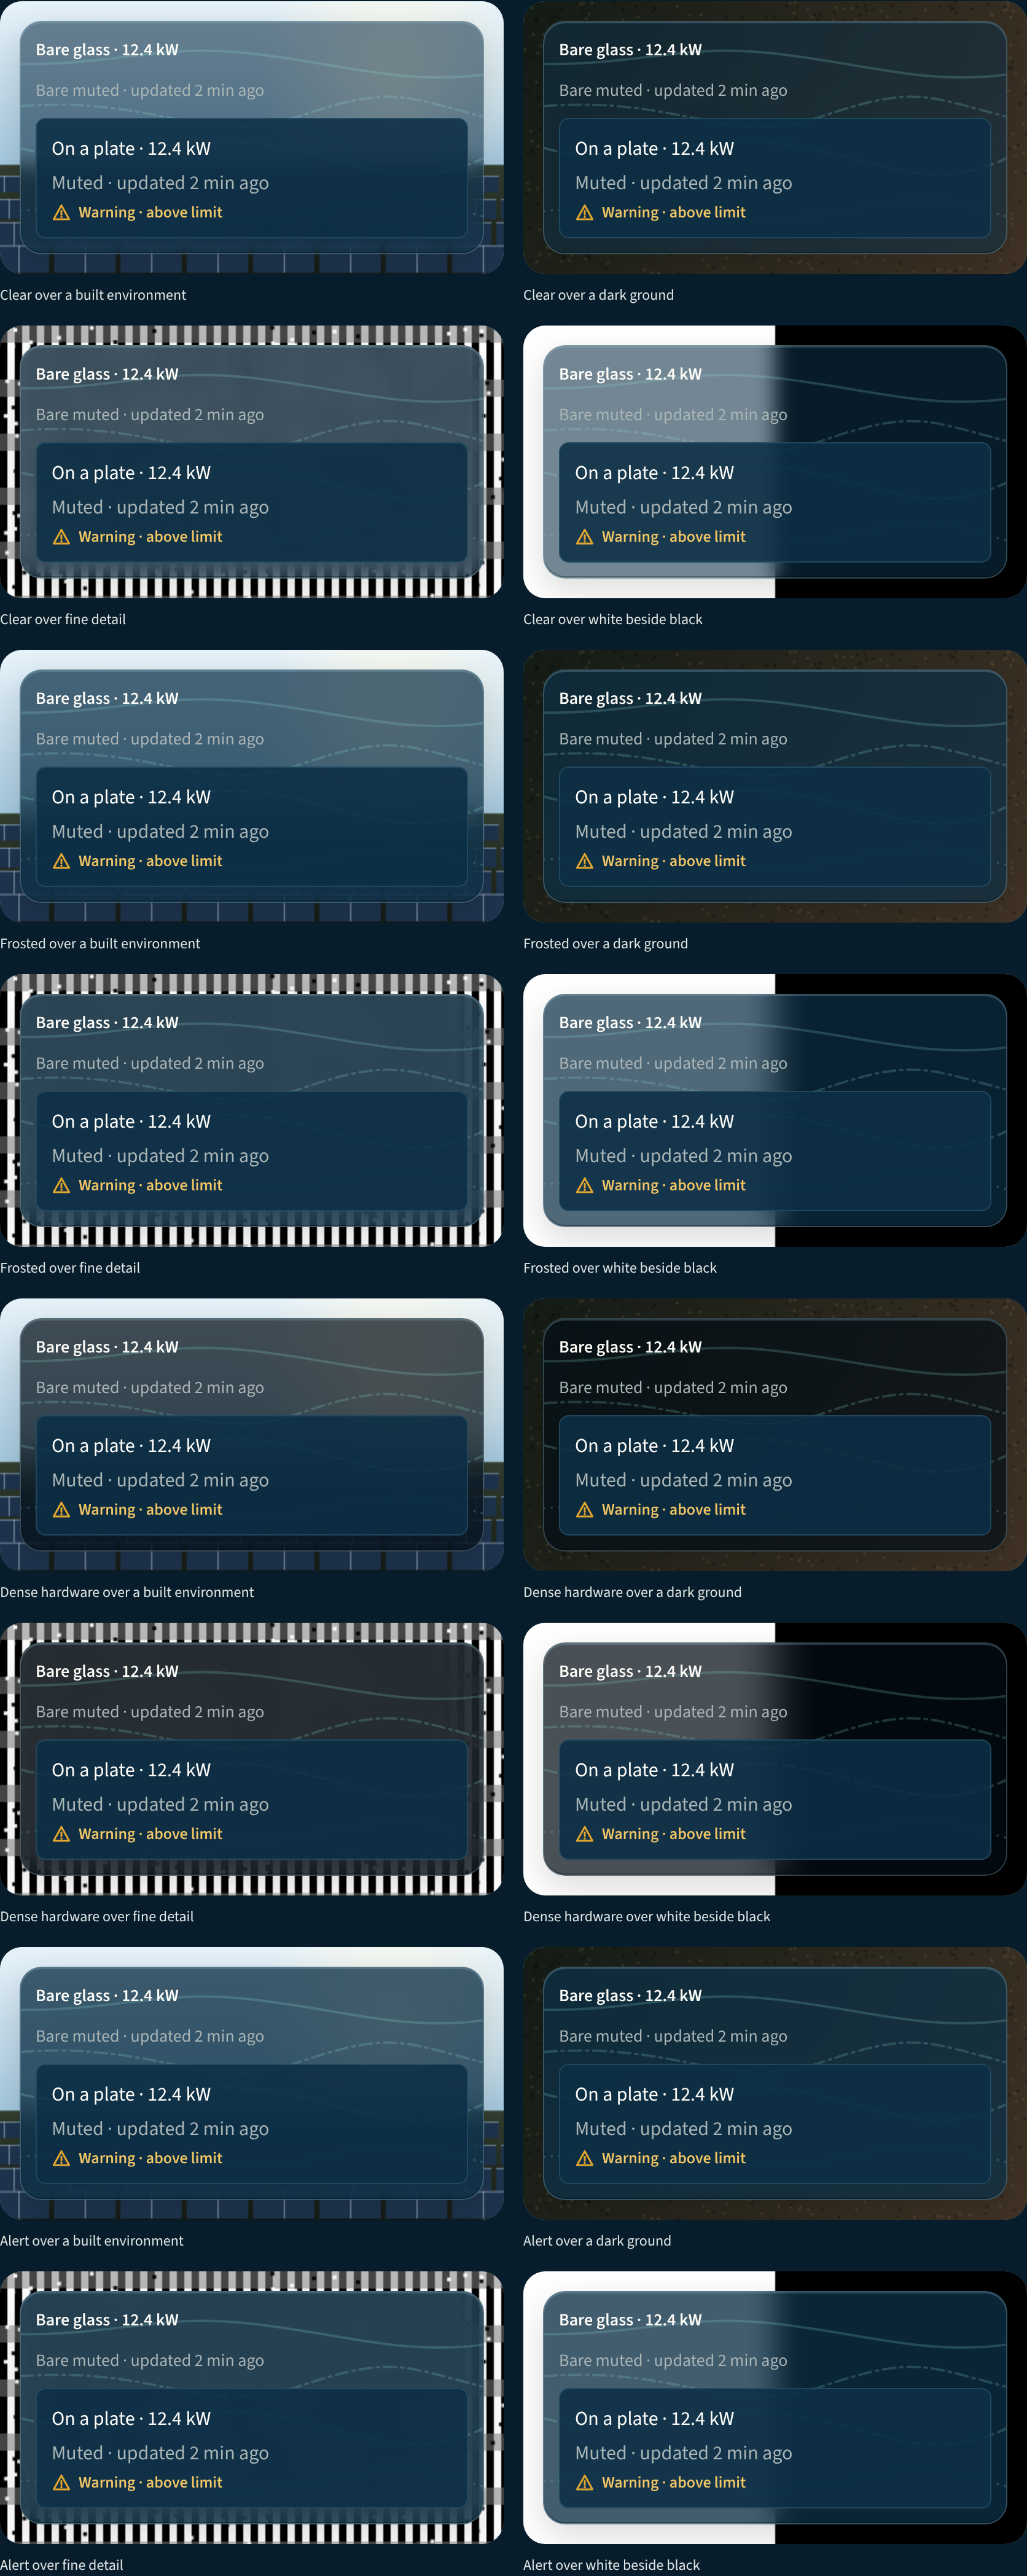 Bare glass · 12.4 kW
Bare muted · updated 2 min ago
On a plate · 12.4 kW
Muted · updated 2 min ago
Warning · above limit
Clear over a built environment
Bare glass · 12.4 kW
Bare muted · updated 2 min ago
On a plate · 12.4 kW
Muted · updated 2 min ago
Warning · above limit
Clear over a dark ground
Bare glass · 12.4 kW
Bare muted · updated 2 min ago
On a plate · 12.4 kW
Muted · updated 2 min ago
Warning · above limit
Clear over fine detail
Bare glass · 12.4 kW
Bare muted · updated 2 min ago
On a plate · 12.4 kW
Muted · updated 2 min ago
Warning · above limit
Clear over white beside black
Bare glass · 12.4 kW
Bare muted · updated 2 min ago
On a plate · 12.4 kW
Muted · updated 2 min ago
Warning · above limit
Frosted over a built environment
Bare glass · 12.4 kW
Bare muted · updated 2 min ago
On a plate · 12.4 kW
Muted · updated 2 min ago
Warning · above limit
Frosted over a dark ground
Bare glass · 12.4 kW
Bare muted · updated 2 min ago
On a plate · 12.4 kW
Muted · updated 2 min ago
Warning · above limit
Frosted over fine detail
Bare glass · 12.4 kW
Bare muted · updated 2 min ago
On a plate · 12.4 kW
Muted · updated 2 min ago
Warning · above limit
Frosted over white beside black
Bare glass · 12.4 kW
Bare muted · updated 2 min ago
On a plate · 12.4 kW
Muted · updated 2 min ago
Warning · above limit
Dense hardware over a built environment
Bare glass · 12.4 kW
Bare muted · updated 2 min ago
On a plate · 12.4 kW
Muted · updated 2 min ago
Warning · above limit
Dense hardware over a dark ground
Bare glass · 12.4 kW
Bare muted · updated 2 min ago
On a plate · 12.4 kW
Muted · updated 2 min ago
Warning · above limit
Dense hardware over fine detail
Bare glass · 12.4 kW
Bare muted · updated 2 min ago
On a plate · 12.4 kW
Muted · updated 2 min ago
Warning · above limit
Dense hardware over white beside black
Bare glass · 12.4 kW
Bare muted · updated 2 min ago
On a plate · 12.4 kW
Muted · updated 2 min ago
Warning · above limit
Alert over a built environment
Bare glass · 12.4 kW
Bare muted · updated 2 min ago
On a plate · 12.4 kW
Muted · updated 2 min ago
Warning · above limit
Alert over a dark ground
Bare glass · 12.4 kW
Bare muted · updated 2 min ago
On a plate · 12.4 kW
Muted · updated 2 min ago
Warning · above limit
Alert over fine detail
Bare glass · 12.4 kW
Bare muted · updated 2 min ago
On a plate · 12.4 kW
Muted · updated 2 min ago
Warning · above limit
Alert over white beside black